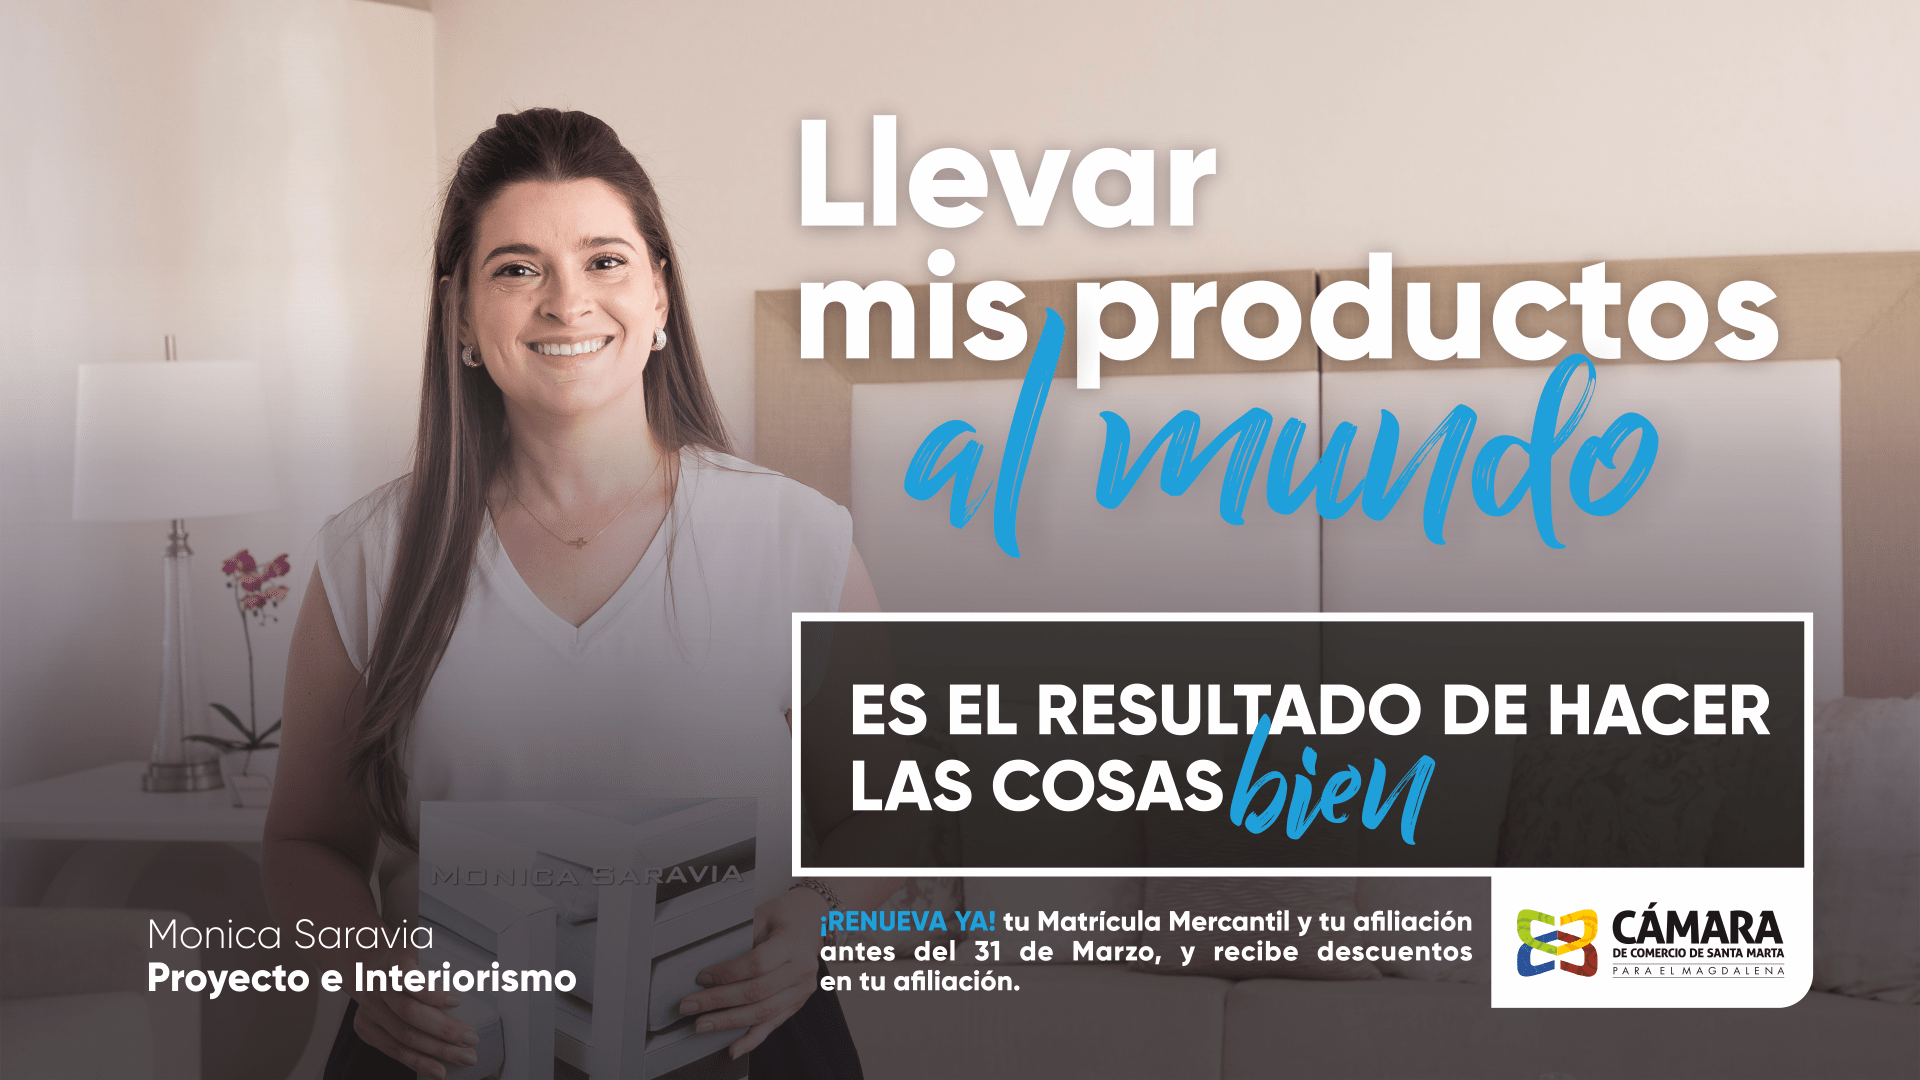 Llevar
mis productos
al mundo
ES EL RESULTADO DE HACER
LAS COSAS bien
MONICA SARAVIA
Monica Saravia
Proyecto e Interiorismo
¡RENUEVA YA! tu Matrícula Mercantil y tu afiliación
antes del 31 de Marzo, y recibe descuentos
en tu afiliación.
CÁMARA
DE COMERCIO DE SANTA MARTA
PARA EL MAGDALENA